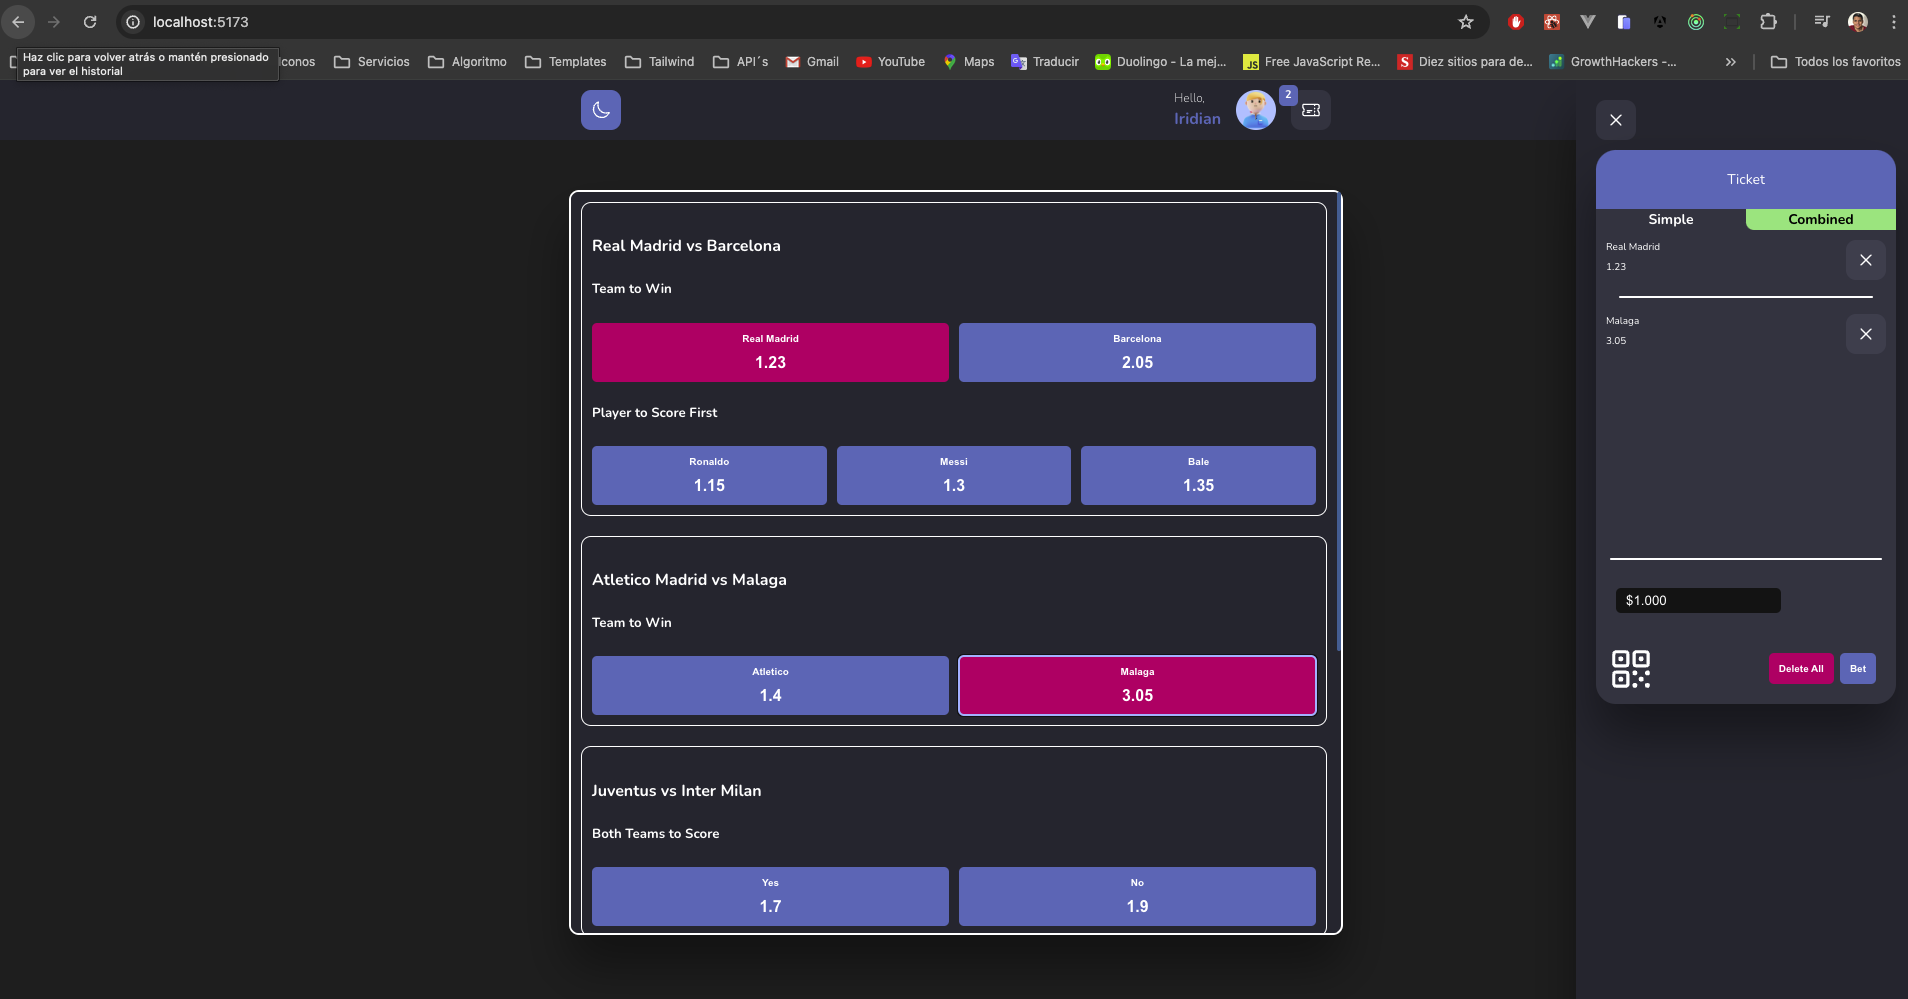 localhost:5173
Haz clic para volver atrás o mantén presionado
para ver el historial
Iconos
Servicios
Algoritmo
Templates
Tailwind
API´s
Gmail
YouTube
Maps
Traducir
Duolingo - La mej...
Free JavaScript Re...
Diez sitios para de...
GrowthHackers -...
Todos los favoritos
Hello,
Iridian
2
Real Madrid vs Barcelona
Team to Win
Real Madrid
1.23
Barcelona
2.05
Player to Score First
Ronaldo
1.15
Messi
1.3
Bale
1.35
Atletico Madrid vs Malaga
Team to Win
Atletico
1.4
Malaga
3.05
Juventus vs Inter Milan
Both Teams to Score
Yes
1.7
No
1.9
Ticket
Simple
Combined
Real Madrid
1.23
Malaga
3.05
$1.000
Delete All
Bet